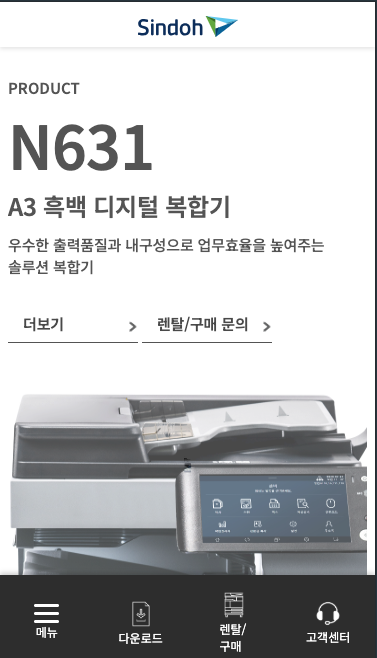 Sindoh
PRODUCT
N631
A3 흑백 디지털 복합기
우수한 출력품질과 내구성으로 업무효율을 높여주는
솔루션 복합기
더보기
렌탈/구매 문의
메뉴
다운로드
렌탈/
구매
고객센터